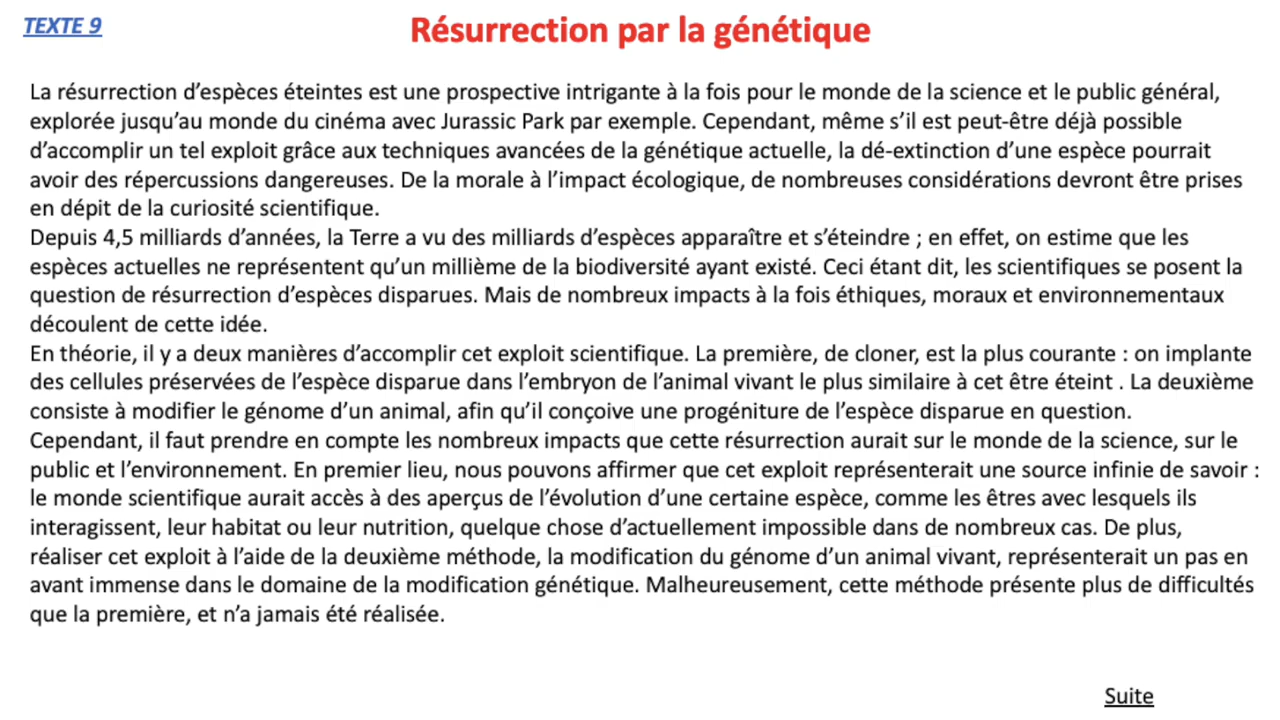 TEXTE 9
Résurrection par la génétique
La résurrection d’espèces éteintes est une prospective intrigante à la fois pour le monde de la science et le public général,
explorée jusqu’au monde du cinéma avec Jurassic Park par exemple. Cependant, même s’il est peut-être déjà possible
d’accomplir un tel exploit grâce aux techniques avancées de la génétique actuelle, la dé-extinction d’une espèce pourrait
avoir des répercussions dangereuses. De la morale à l’impact écologique, de nombreuses considérations devront être prises
en dépit de la curiosité scientifique.
Depuis 4,5 milliards d’années, la Terre a vu des milliards d’espèces apparaître et s’éteindre ; en effet, on estime que les
espèces actuelles ne représentent qu’un millième de la biodiversité ayant existé. Ceci étant dit, les scientifiques se posent la
question de résurrection d’espèces disparues. Mais de nombreux impacts à la fois éthiques, moraux et environnementaux
découlent de cette idée.
En théorie, il y a deux manières d’accomplir cet exploit scientifique. La première, de cloner, est la plus courante : on implante
des cellules préservées de l’espèce disparue dans l’embryon de l’animal vivant le plus similaire à cet être éteint . La deuxième
consiste à modifier le génome d’un animal, afin qu’il conçoive une progéniture de l’espèce disparue en question.
Cependant, il faut prendre en compte les nombreux impacts que cette résurrection aurait sur le monde de la science, sur le
public et l’environnement. En premier lieu, nous pouvons affirmer que cet exploit représenterait une source infinie de savoir :
le monde scientifique aurait accès à des aperçus de l’évolution d’une certaine espèce, comme les êtres avec lesquels ils
interagissent, leur habitat ou leur nutrition, quelque chose d’actuellement impossible dans de nombreux cas. De plus,
réaliser cet exploit à l’aide de la deuxième méthode, la modification du génome d’un animal vivant, représenterait un pas en
avant immense dans le domaine de la modification génétique. Malheureusement, cette méthode présente plus de difficultés
que la première, et n’a jamais été réalisée.
Suite